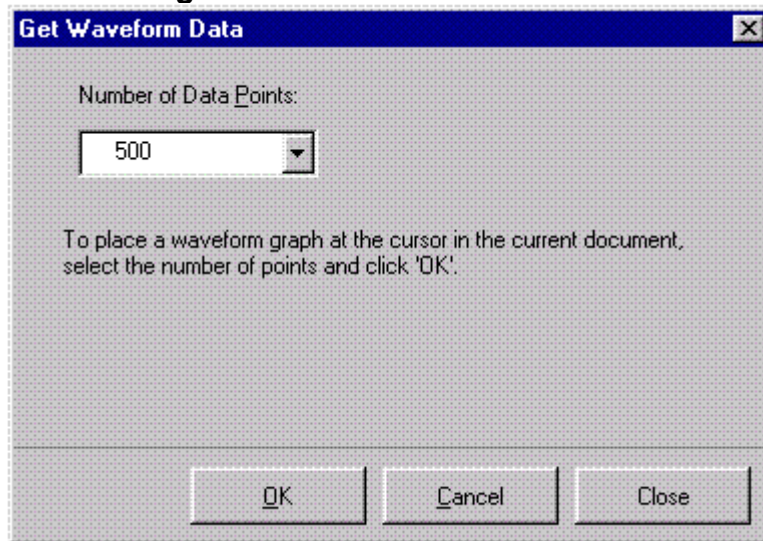 Get Waveform Data
Number of Data Points:
500
To place a waveform graph at the cursor in the current document,
select the number of points and click 'OK'.
OK Cancel Close